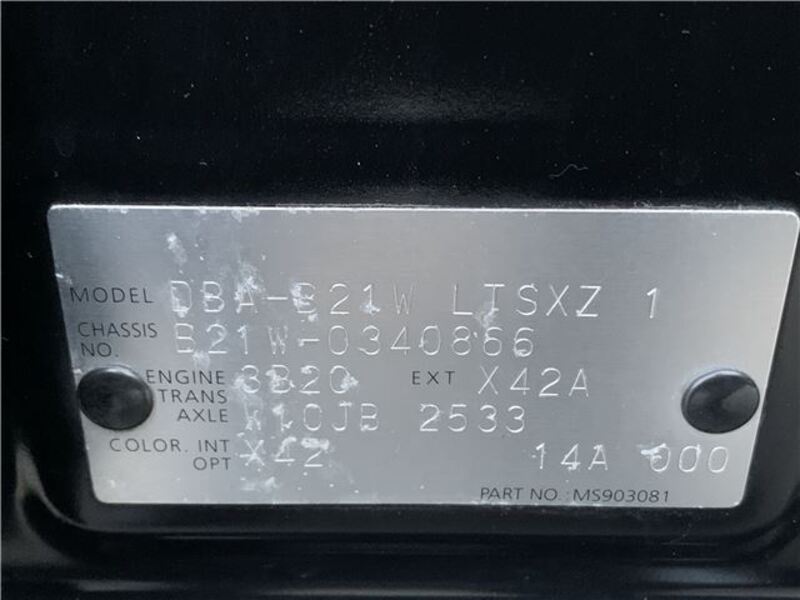 MODEL DBA-B21W LTSXZ 1
CHASSIS NO. B21W-0340866
ENGINE 3B20 EXT X42A
TRANS AXLE W10JB 2533
COLOR. INT OPT X42 14A 000
PART NO.: MS903081